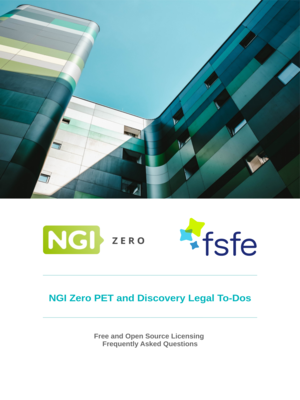 NGI ZERO
fsfe
NGI Zero PET and Discovery Legal To-Dos
Free and Open Source Licensing
Frequently Asked Questions